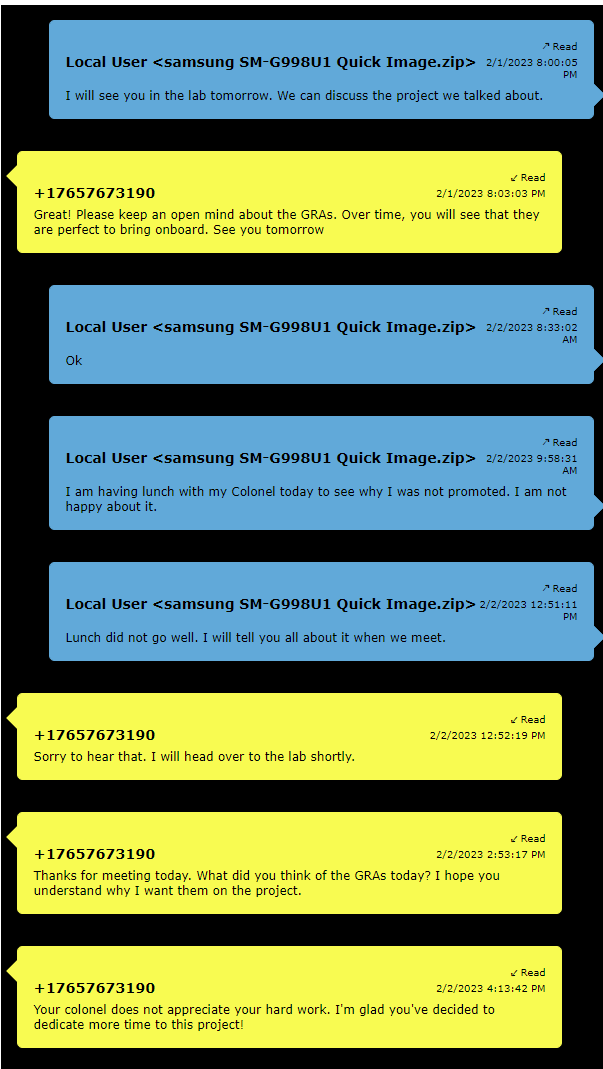 ↗ Read
Local User <samsung SM-G998U1 Quick Image.zip> 2/1/2023 8:00:05
PM
I will see you in the lab tomorrow. We can discuss the project we talked about.
↙ Read
+17657673190 2/1/2023 8:03:03 PM
Great! Please keep an open mind about the GRAs. Over time, you will see that they
are perfect to bring onboard. See you tomorrow
↗ Read
Local User <samsung SM-G998U1 Quick Image.zip> 2/2/2023 8:33:02
AM
Ok
↗ Read
Local User <samsung SM-G998U1 Quick Image.zip> 2/2/2023 9:58:31
AM
I am having lunch with my Colonel today to see why I was not promoted. I am not
happy about it.
↗ Read
Local User <samsung SM-G998U1 Quick Image.zip> 2/2/2023 12:51:11
PM
Lunch did not go well. I will tell you all about it when we meet.
↙ Read
+17657673190 2/2/2023 12:52:19 PM
Sorry to hear that. I will head over to the lab shortly.
↙ Read
+17657673190 2/2/2023 2:53:17 PM
Thanks for meeting today. What did you think of the GRAs today? I hope you
understand why I want them on the project.
↙ Read
+17657673190 2/2/2023 4:13:42 PM
Your colonel does not appreciate your hard work. I'm glad you've decided to
dedicate more time to this project!